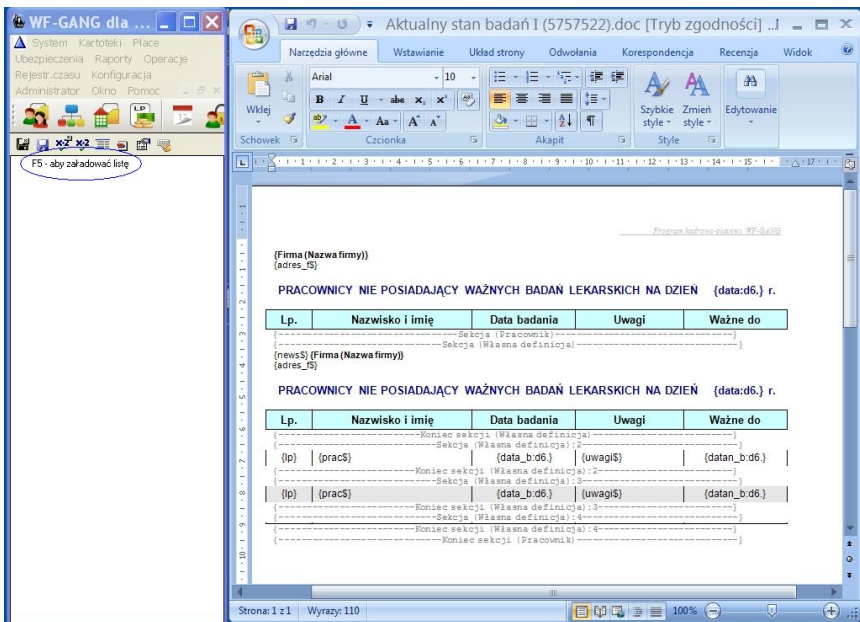 WF-GANG dla ...
System Kartoteki Płace
Ubezpieczenia Raporty Operacje
Rejestr.czasu Konfiguracja
Administrator Okno Pomoc
LP
F5 - aby załadować listę
Aktualny stan badań I (5757522).doc [Tryb zgodności] ...
Narzędzia główne Wstawianie Układ strony Odwołania Korespondencja Recenzja Widok
Wklej
Arial 10
Szybkie style Zmień style Edytowanie
Schowek Czcionka Akapit Style
Program kadrowo-płacowy WF-GANG
{Firma (Nazwa firmy)}
{adres_f$}
PRACOWNICY NIE POSIADAJĄCY WAŻNYCH BADAŃ LEKARSKICH NA DZIEŃ {data:d6.} r.
Lp. Nazwisko i imię Data badania Uwagi Ważne do
{------Sekcja (Pracownik)------}
{------Sekcja (Własna definicja)------}
{news$} {Firma (Nazwa firmy)}
{adres_f$}
PRACOWNICY NIE POSIADAJĄCY WAŻNYCH BADAŃ LEKARSKICH NA DZIEŃ {data:d6.} r.
Lp. Nazwisko i imię Data badania Uwagi Ważne do
{------Koniec sekcji (Własna definicja)------}
{------Sekcja (Własna definicja):2------}
{lp} {prac$} {data_b:d6.} {uwagi$} {datan_b:d6.}
{------Koniec sekcji (Własna definicja):2------}
{------Sekcja (Własna definicja):3------}
{lp} {prac$} {data_b:d6.} {uwagi$} {datan_b:d6.}
{------Koniec sekcji (Własna definicja):3------}
{------Sekcja (Własna definicja):4------}
{------Koniec sekcji (Własna definicja):4------}
{------Koniec sekcji (Pracownik)------}
Strona: 1 z 1 Wyrazy: 110 100%